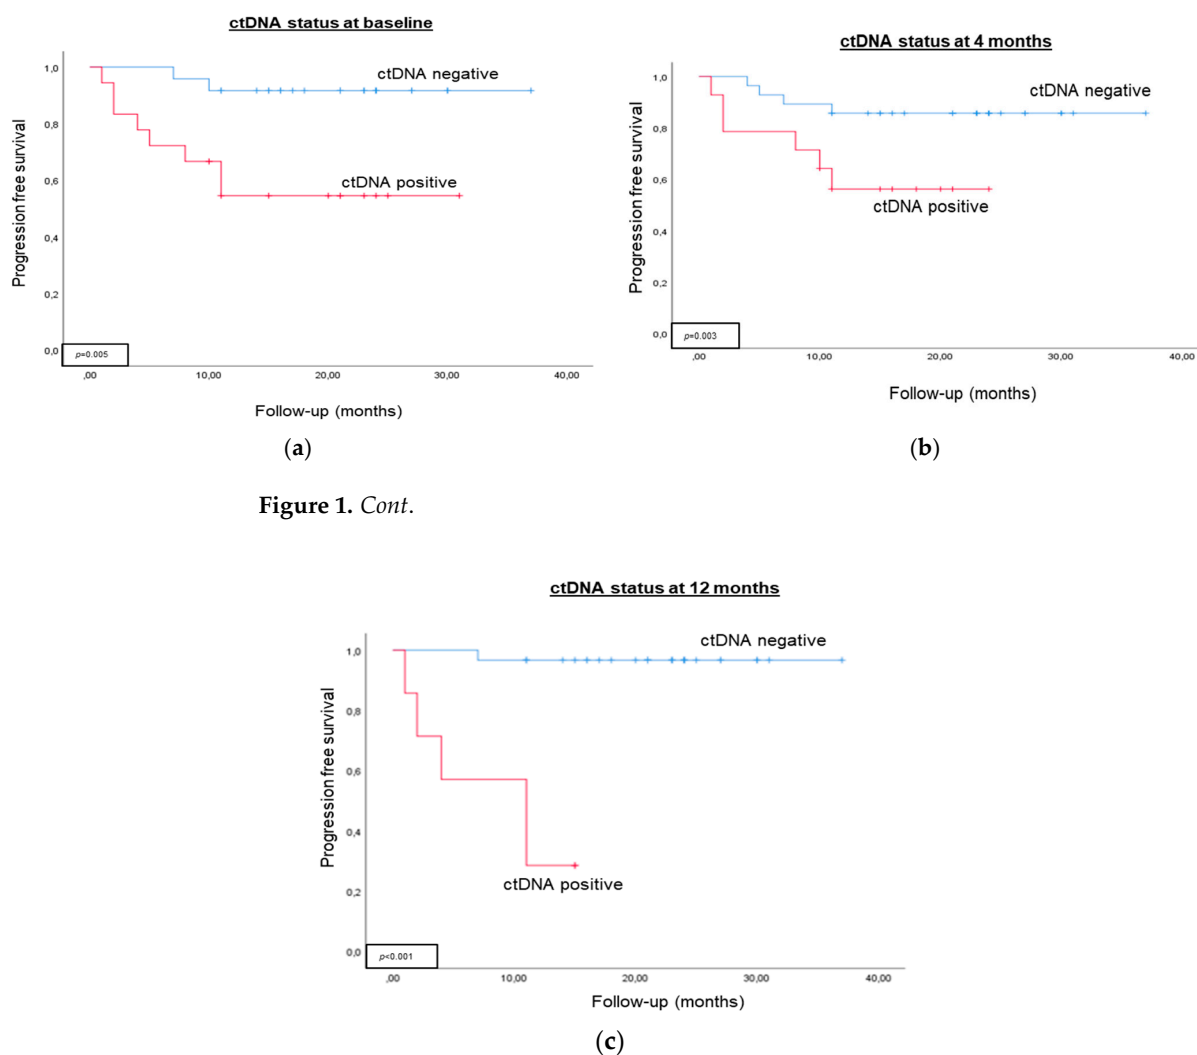 ctDNA status at baseline
ctDNA negative
ctDNA positive
Progression free survival
1,0
0,8
0,6
0,4
0,2
0,0
p=0.005
,00
10,00
20,00
30,00
40,00
Follow-up (months)
(a)
ctDNA status at 4 months
ctDNA negative
ctDNA positive
Progression free survival
1,0
0,8
0,6
0,4
0,2
0,0
p=0.003
,00
10,00
20,00
30,00
40,00
Follow-up (months)
(b)
Figure 1. Cont.
ctDNA status at 12 months
ctDNA negative
ctDNA positive
Progression free survival
1,0
0,8
0,6
0,4
0,2
0,0
p<0.001
,00
10,00
20,00
30,00
40,00
Follow-up (months)
(c)